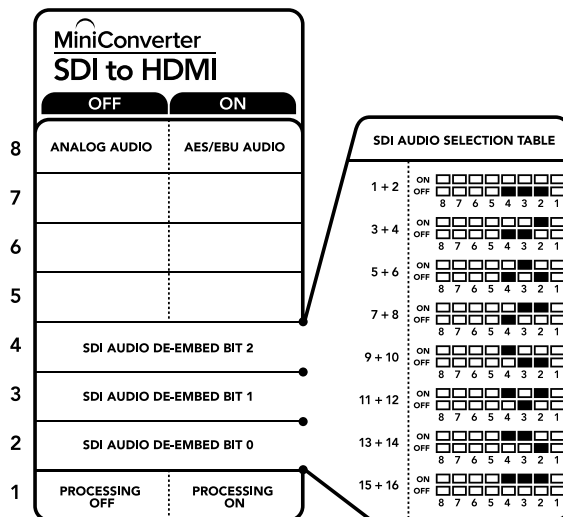 MiniConverter
SDI to HDMI
OFF ON
8 ANALOG AUDIO AES/EBU AUDIO
7
6
5
4 SDI AUDIO DE-EMBED BIT 2
3 SDI AUDIO DE-EMBED BIT 1
2 SDI AUDIO DE-EMBED BIT 0
1 PROCESSING OFF PROCESSING ON
SDI AUDIO SELECTION TABLE
1 + 2 ON
OFF
8 7 6 5 4 3 2 1
3 + 4 ON
OFF
8 7 6 5 4 3 2 1
5 + 6 ON
OFF
8 7 6 5 4 3 2 1
7 + 8 ON
OFF
8 7 6 5 4 3 2 1
9 + 10 ON
OFF
8 7 6 5 4 3 2 1
11 + 12 ON
OFF
8 7 6 5 4 3 2 1
13 + 14 ON
OFF
8 7 6 5 4 3 2 1
15 + 16 ON
OFF
8 7 6 5 4 3 2 1